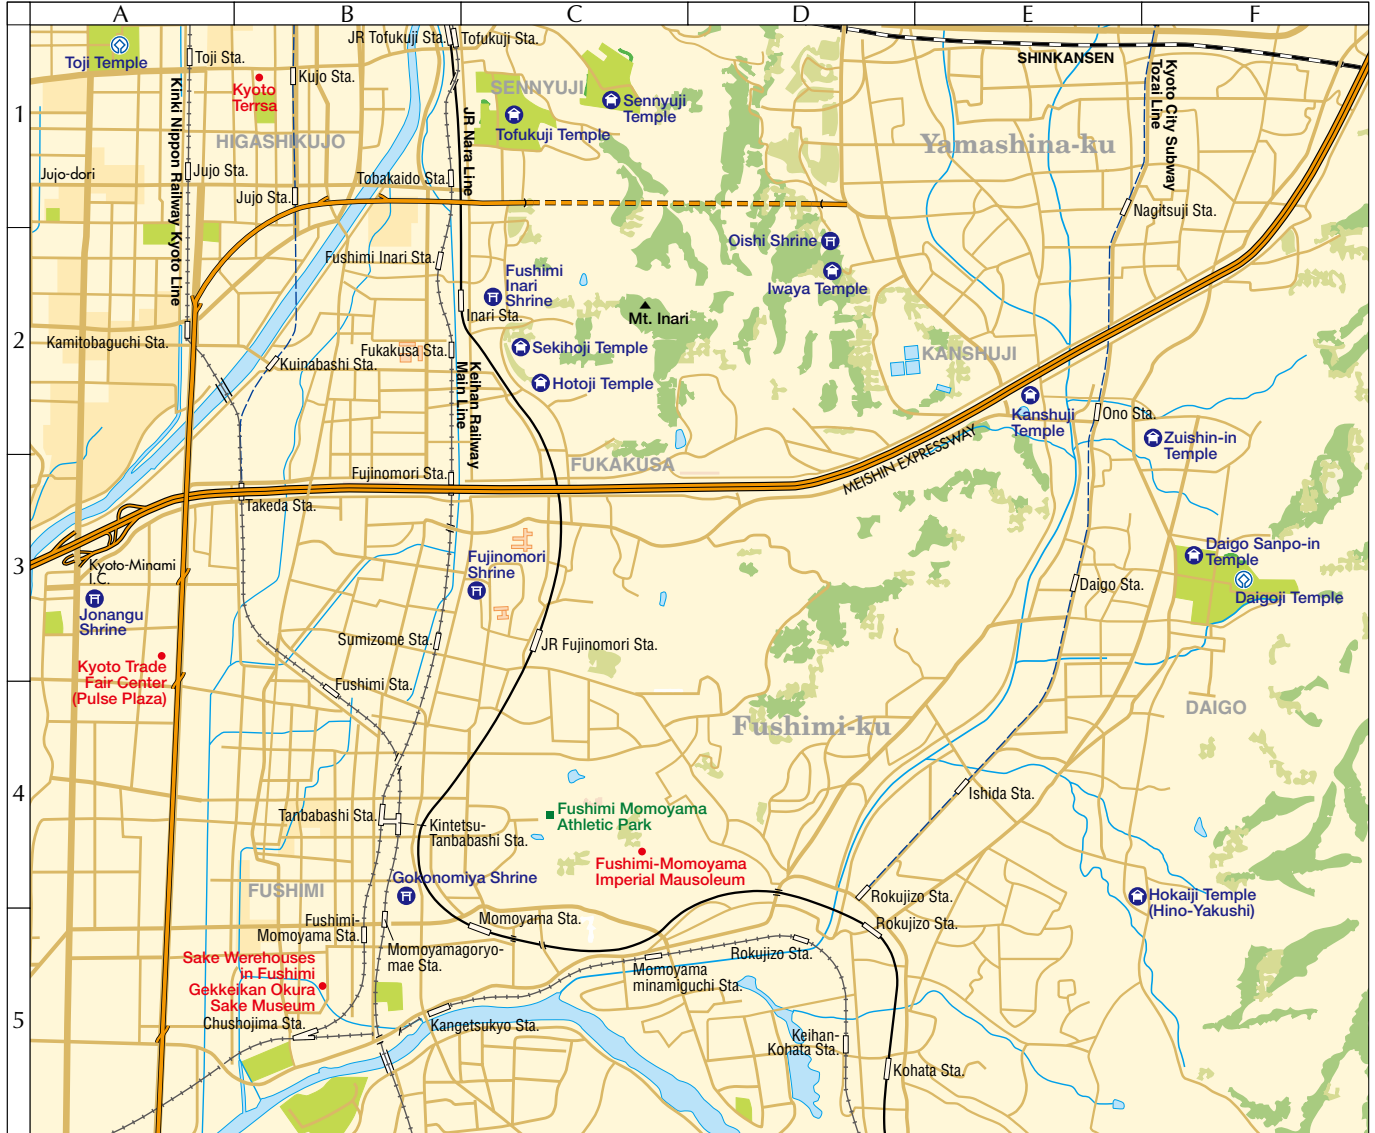 A
B
C
D
E
F
1
2
3
4
5
Toji Temple
Toji Sta.
Kujo Sta.
Kyoto
Terrsa
HIGASHIKUJO
JR Tofukuji Sta.
Tofukuji Sta.
SENNYUJI
Sennyuji
Temple
Tofukuji Temple
SHINKANSEN
Yamashina-ku
Kyoto City Subway
Tozai Line
Kinki Nippon Railway Kyoto Line
JR Nara Line
Jujo-dori
Jujo Sta.
Jujo Sta.
Tobakaido Sta.
Nagitsuji Sta.
Oishi Shrine
Iwaya Temple
Fushimi Inari Sta.
Fushimi
Inari
Shrine
Inari Sta.
Mt. Inari
Kamitobaguchi Sta.
Kuinabashi Sta.
Fukakusa Sta.
Sekihoji Temple
Hotoji Temple
KANSHUJI
Keihan Railway
Main Line
Kanshuji
Temple
Ono Sta.
Zuishin-in
Temple
MEISHIN EXPRESSWAY
FUKAKUSA
Fujinomori Sta.
Takeda Sta.
Kyoto-Minami
I.C.
Jonangu
Shrine
Fujinomori
Shrine
Daigo Sanpo-in
Temple
Daigo Sta.
Daigoji Temple
Sumizome Sta.
JR Fujinomori Sta.
Kyoto Trade
Fair Center
(Pulse Plaza)
Fushimi Sta.
Fushimi-ku
DAIGO
Ishida Sta.
Tanbabashi Sta.
Kintetsu-
Tanbabashi Sta.
Fushimi Momoyama
Athletic Park
Fushimi-Momoyama
Imperial Mausoleum
FUSHIMI
Gokonomiya Shrine
Rokujizo Sta.
Hokaiji Temple
(Hino-Yakushi)
Fushimi-
Momoyama Sta.
Momoyama Sta.
Rokujizo Sta.
Momoyamagoryo-
mae Sta.
Rokujizo Sta.
Sake Werehouses
in Fushimi
Gekkeikan Okura
Sake Museum
Momoyama
minamiguchi Sta.
Chushojima Sta.
Kangetsukyo Sta.
Keihan-
Kohata Sta.
Kohata Sta.